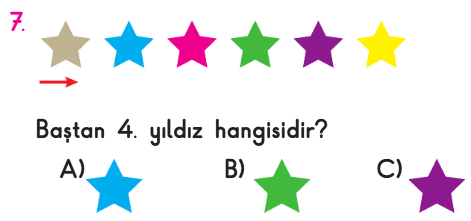 7.
Baştan 4. yıldız hangisidir?
A) B) C)